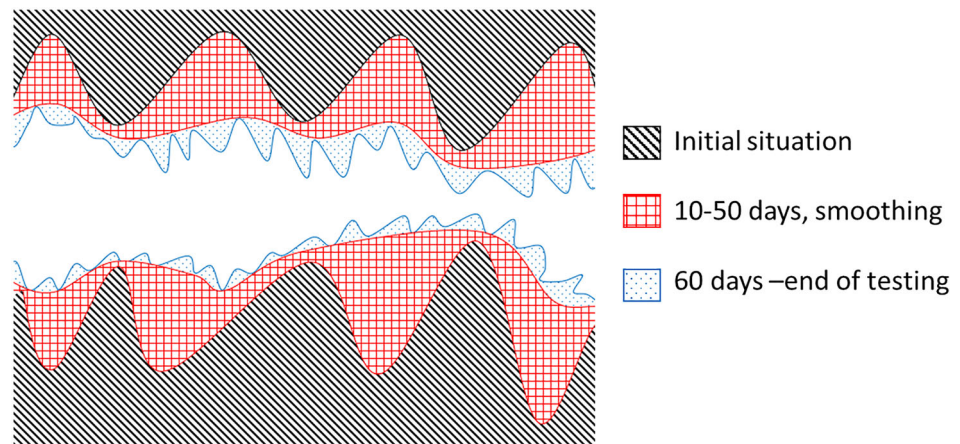 Initial situation
10-50 days, smoothing
60 days –end of testing